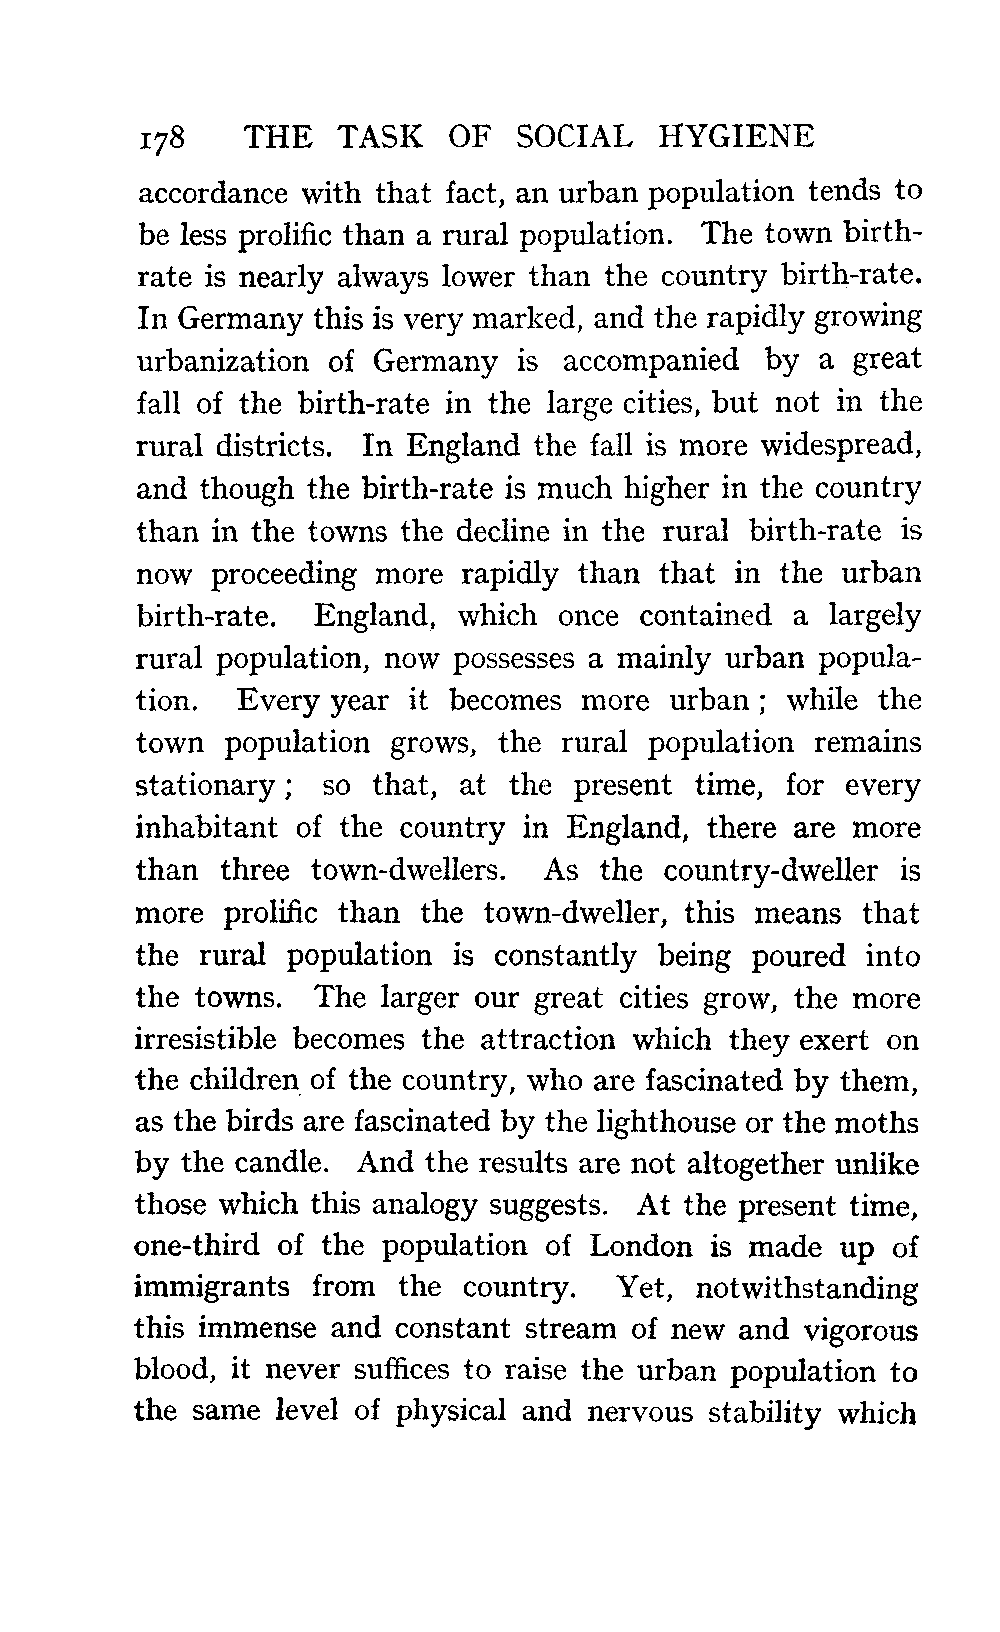 178 THE TASK OF SOCIAL HYGIENE
accordance with that fact, an urban population tends to
be less prolific than a rural population. The town birth-
rate is nearly always lower than the country birth-rate.
In Germany this is very marked, and the rapidly growing
urbanization of Germany is accompanied by a great
fall of the birth-rate in the large cities, but not in the
rural districts. In England the fall is more widespread,
and though the birth-rate is much higher in the country
than in the towns the decline in the rural birth-rate is
now proceeding more rapidly than that in the urban
birth-rate. England, which once contained a largely
rural population, now possesses a mainly urban popula-
tion. Every year it becomes more urban ; while the
town population grows, the rural population remains
stationary ; so that, at the present time, for every
inhabitant of the country in England, there are more
than three town-dwellers. As the country-dweller is
more prolific than the town-dweller, this means that
the rural population is constantly being poured into
the towns. The larger our great cities grow, the more
irresistible becomes the attraction which they exert on
the children of the country, who are fascinated by them,
as the birds are fascinated by the lighthouse or the moths
by the candle. And the results are not altogether unlike
those which this analogy suggests. At the present time,
one-third of the population of London is made up of
immigrants from the country. Yet, notwithstanding
this immense and constant stream of new and vigorous
blood, it never suffices to raise the urban population to
the same level of physical and nervous stability which